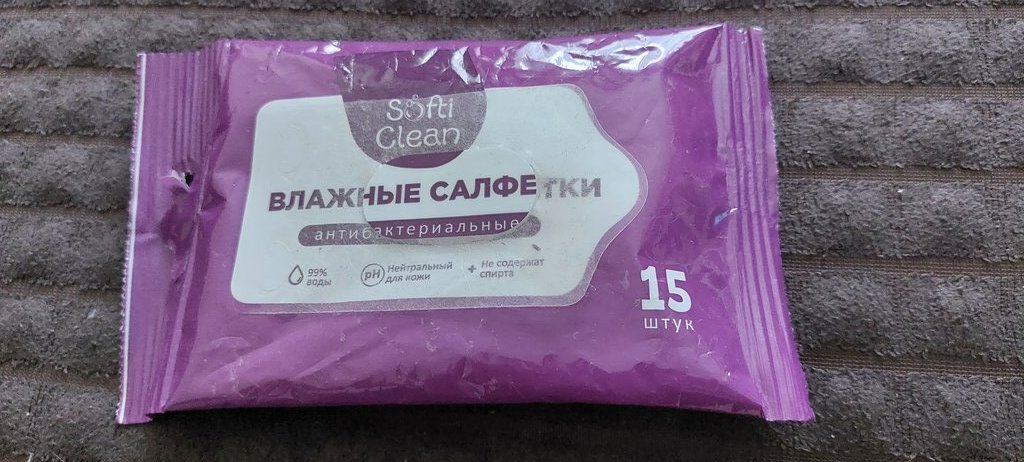 Softi
Clean
ВЛАЖНЫЕ САЛФЕТКИ
антибактериальные
99%
воды
pH
Нейтральный
для кожи
+ Не содержат
спирта
15
штук